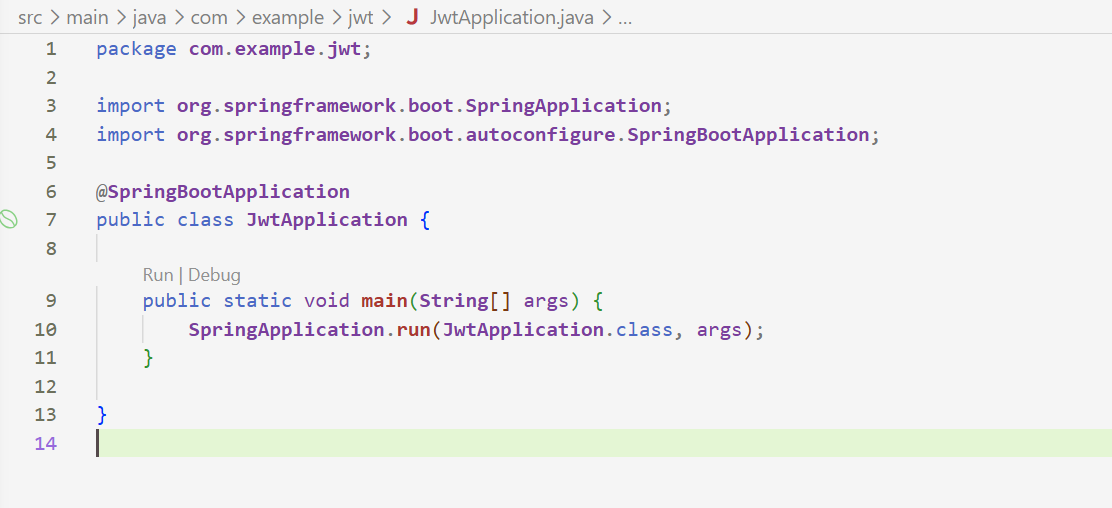 src > main > java > com > example > jwt > J JwtApplication.java > ...
1 package com.example.jwt;
2
3 import org.springframework.boot.SpringApplication;
4 import org.springframework.boot.autoconfigure.SpringBootApplication;
5
6 @SpringBootApplication
7 public class JwtApplication {
8
Run | Debug
9 public static void main(String[] args) {
10 SpringApplication.run(JwtApplication.class, args);
11 }
12
13 }
14